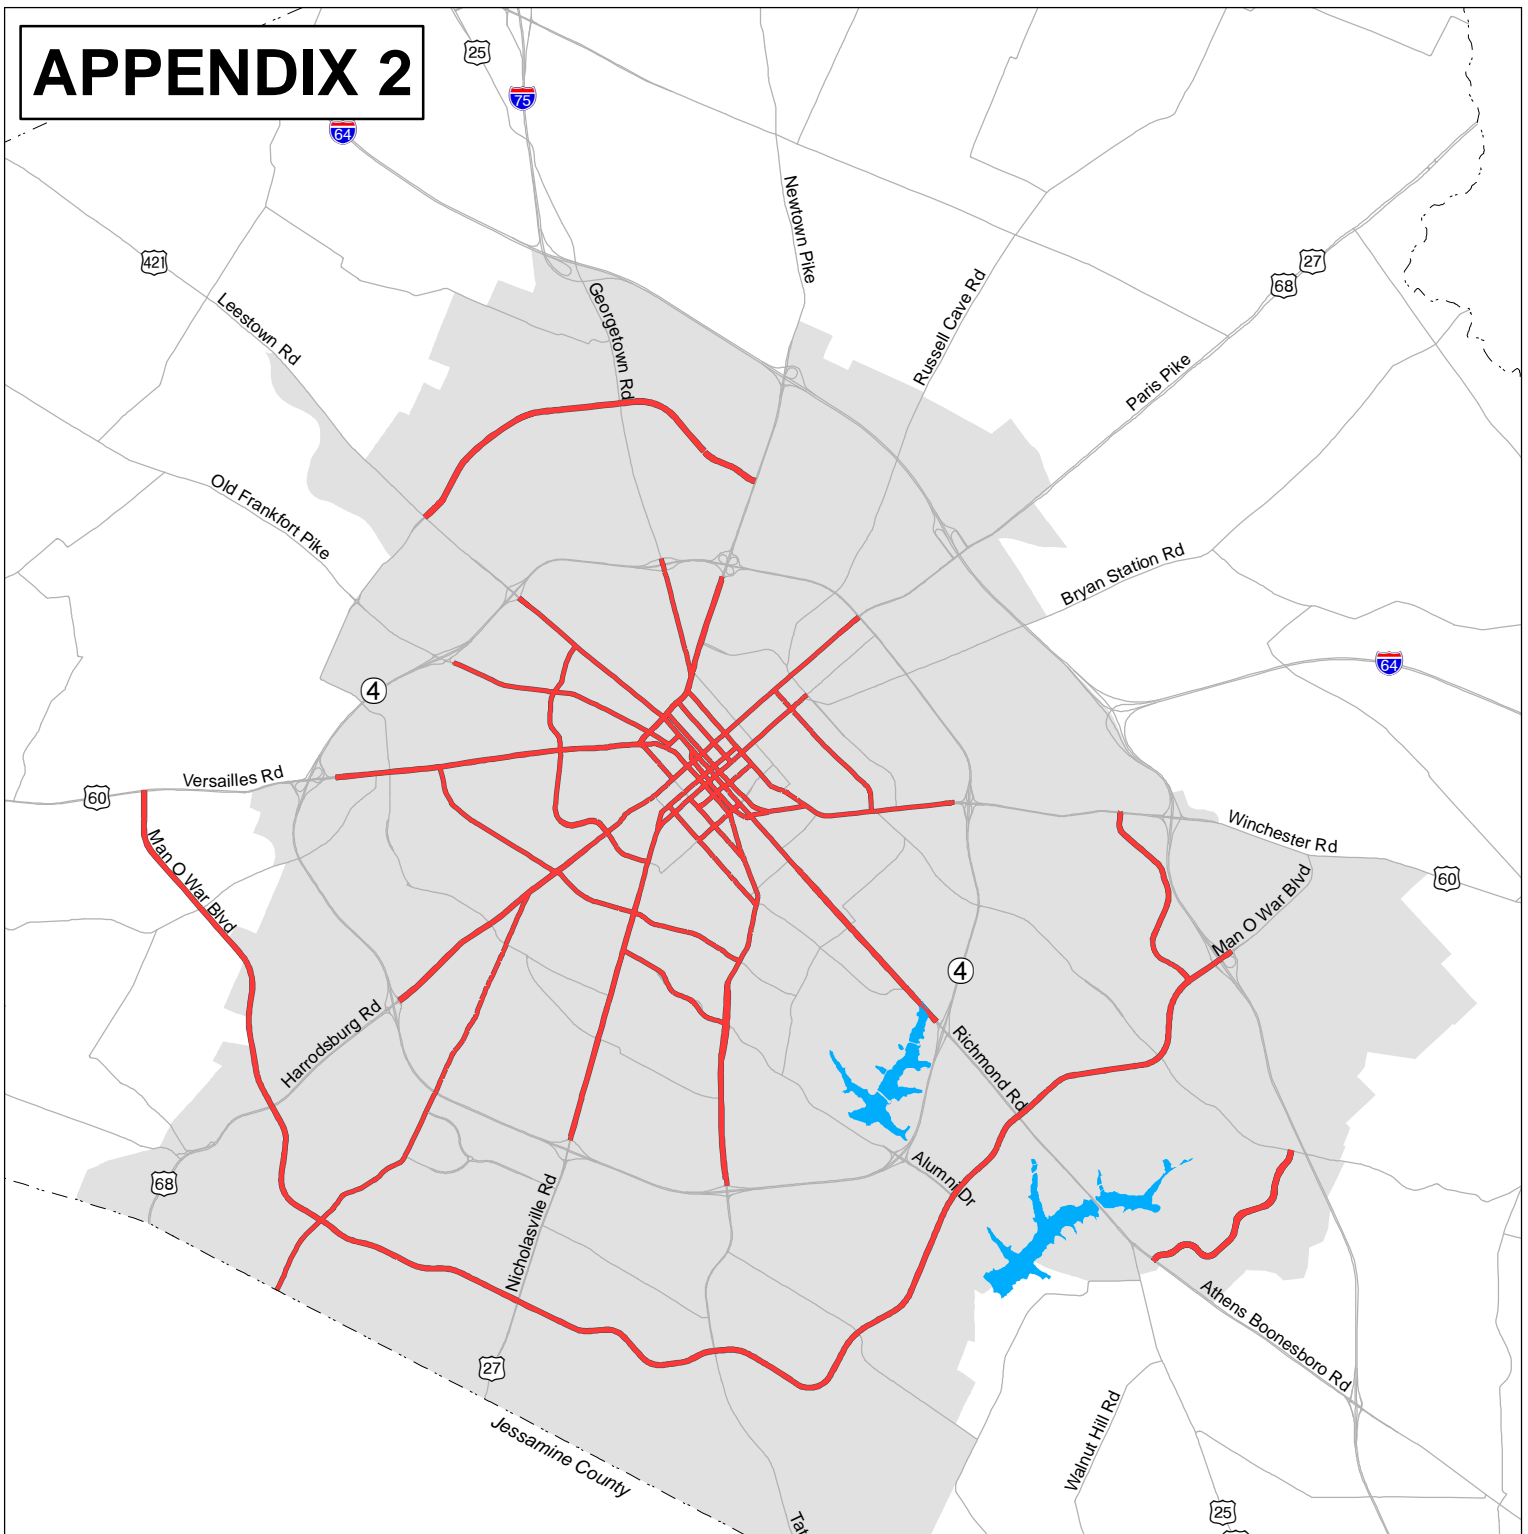 APPENDIX 2
25
75
64
Newtown Pike
421
27
68
Leestown Rd
Georgetown Rd
Russell Cave Rd
Paris Pike
Old Frankfort Pike
Bryan Station Rd
64
4
Versailles Rd
60
Man O War Blvd
Winchester Rd
60
Man O War Blvd
4
Harrodsburg Rd
Richmond Rd
Alumni Dr
68
Nicholasville Rd
Athens Boonesboro Rd
27
Walnut Hill Rd
Jessamine County
25